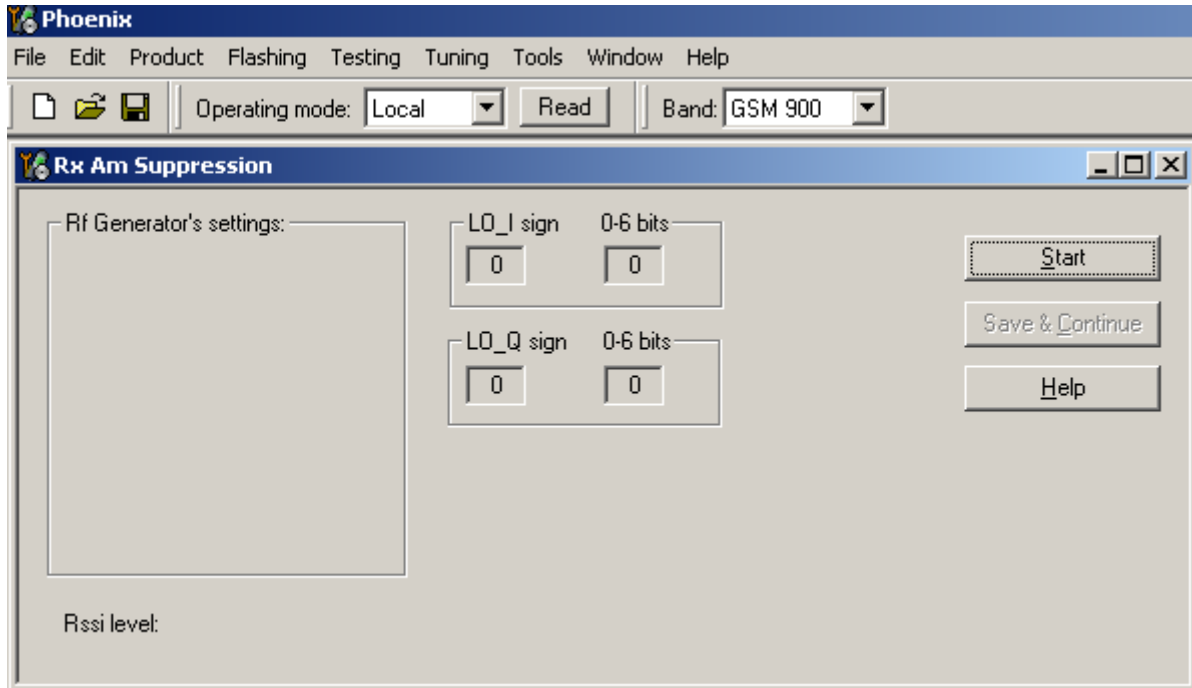 Phoenix
File Edit Product Flashing Testing Tuning Tools Window Help
Operating mode: Local Read Band: GSM 900
Rx Am Suppression
Rf Generator's settings:
LO_I sign 0-6 bits
0 0
LO_Q sign 0-6 bits
0 0
Start
Save & Continue
Help
Rssi level: